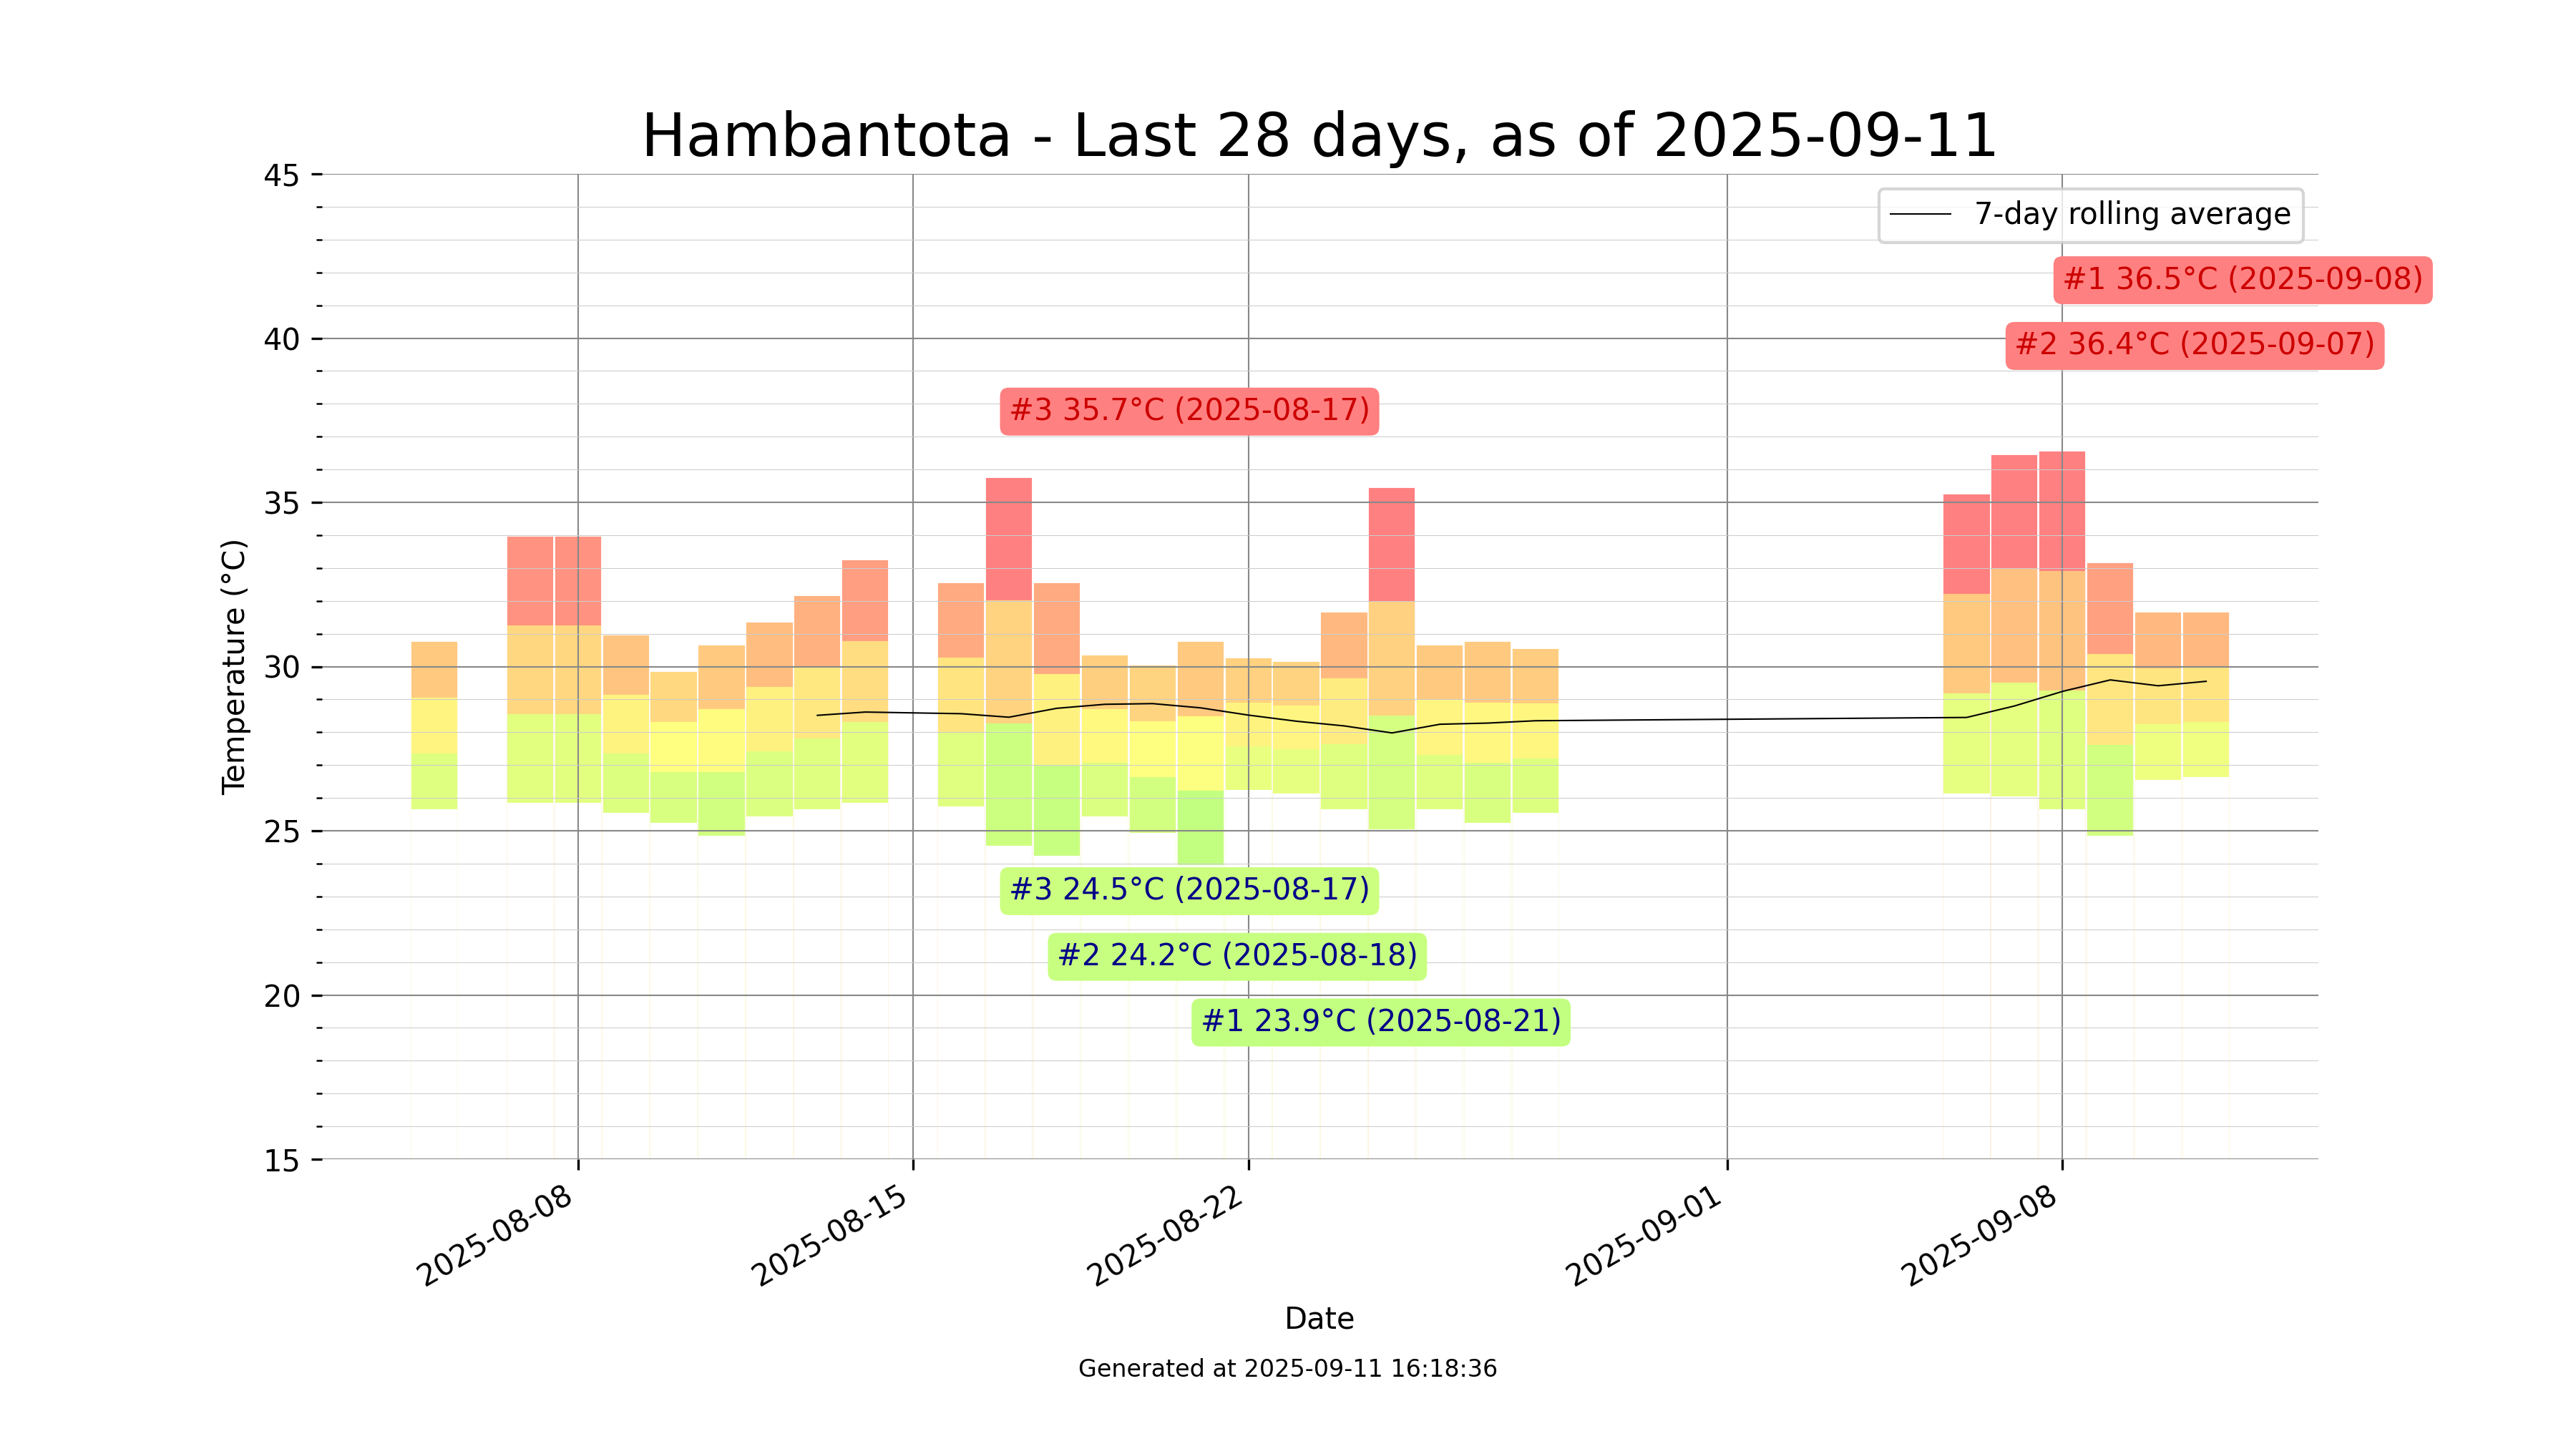 Hambantota - Last 28 days, as of 2025-09-11
45
7-day rolling average
#1 36.5°C (2025-09-08)
40
#2 36.4°C (2025-09-07)
#3 35.7°C (2025-08-17)
35
30
Temperature (°C)
25
#3 24.5°C (2025-08-17)
#2 24.2°C (2025-08-18)
20
#1 23.9°C (2025-08-21)
15
2025-08-08
2025-08-15
2025-08-22
2025-09-01
2025-09-08
Date
Generated at 2025-09-11 16:18:36